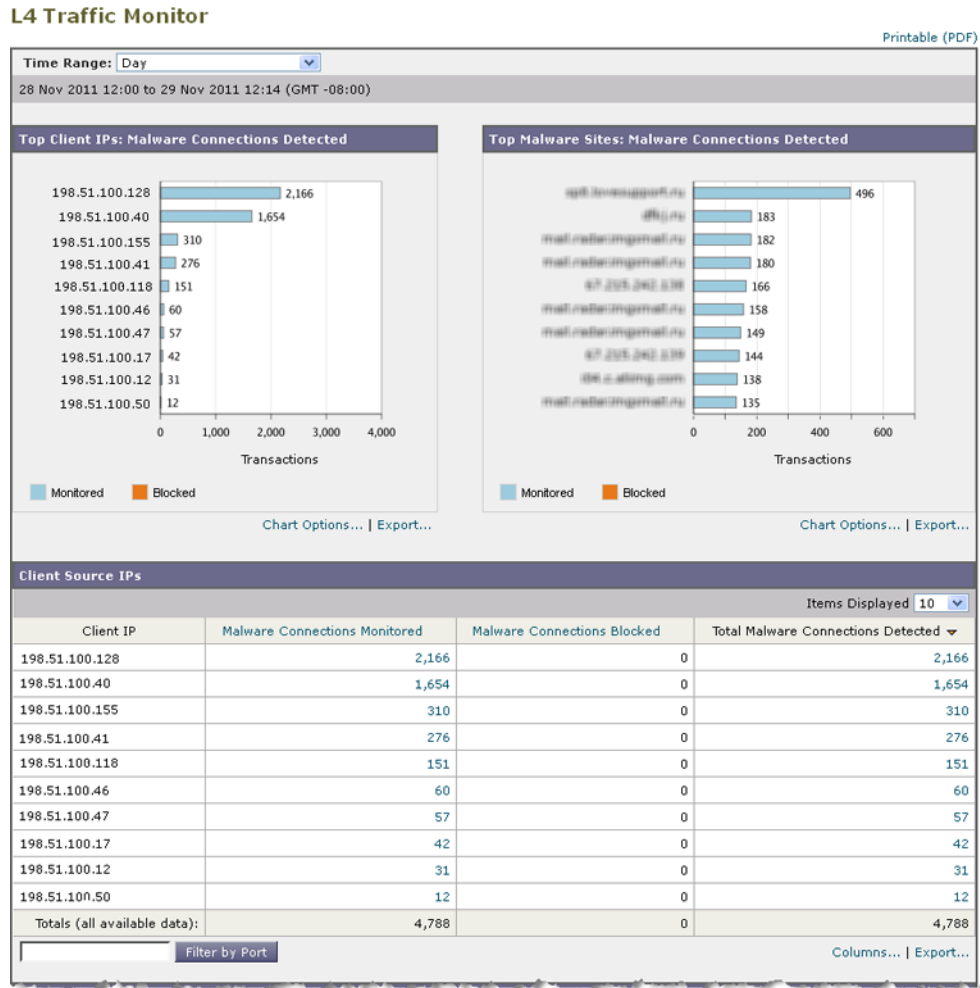 L4 Traffic Monitor
Printable (PDF)
Time Range: Day
28 Nov 2011 12:00 to 29 Nov 2011 12:14 (GMT -08:00)
Top Client IPs: Malware Connections Detected
198.51.100.128 2,166
198.51.100.40 1,654
198.51.100.155 310
198.51.100.41 276
198.51.100.118 151
198.51.100.46 60
198.51.100.47 57
198.51.100.17 42
198.51.100.12 31
198.51.100.50 12
0 1,000 2,000 3,000 4,000
Transactions
Monitored Blocked
Chart Options... | Export...
Top Malware Sites: Malware Connections Detected
496
183
182
180
166
158
149
144
138
135
0 200 400 600
Transactions
Monitored Blocked
Chart Options... | Export...
Client Source IPs
Items Displayed 10
Client IP Malware Connections Monitored Malware Connections Blocked Total Malware Connections Detected
198.51.100.128 2,166 0 2,166
198.51.100.40 1,654 0 1,654
198.51.100.155 310 0 310
198.51.100.41 276 0 276
198.51.100.118 151 0 151
198.51.100.46 60 0 60
198.51.100.47 57 0 57
198.51.100.17 42 0 42
198.51.100.12 31 0 31
198.51.100.50 12 0 12
Totals (all available data): 4,788 0 4,788
Filter by Port
Columns... | Export...